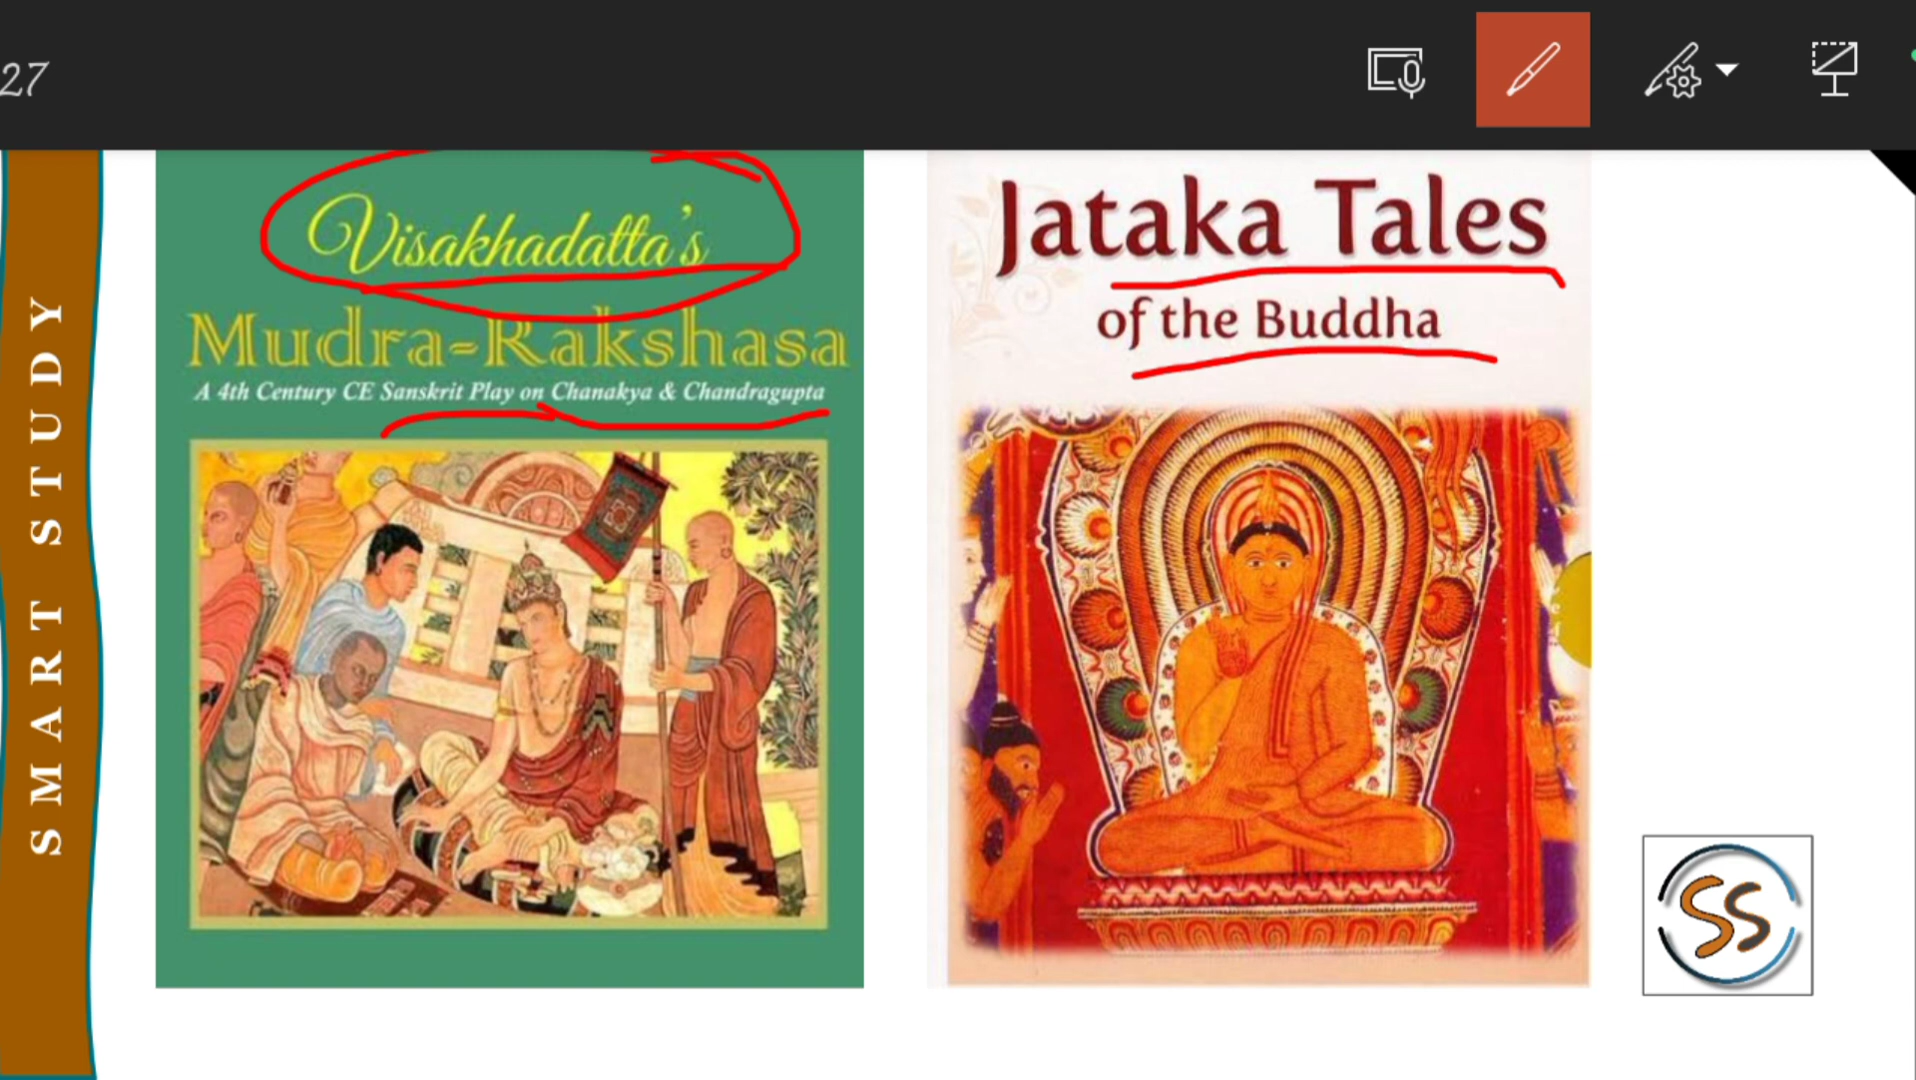 27
SMART STUDY
Visakhadatta's
Mudra-Rakshasa
A 4th Century CE Sanskrit Play on Chanakya & Chandragupta
Jataka Tales
of the Buddha
SS